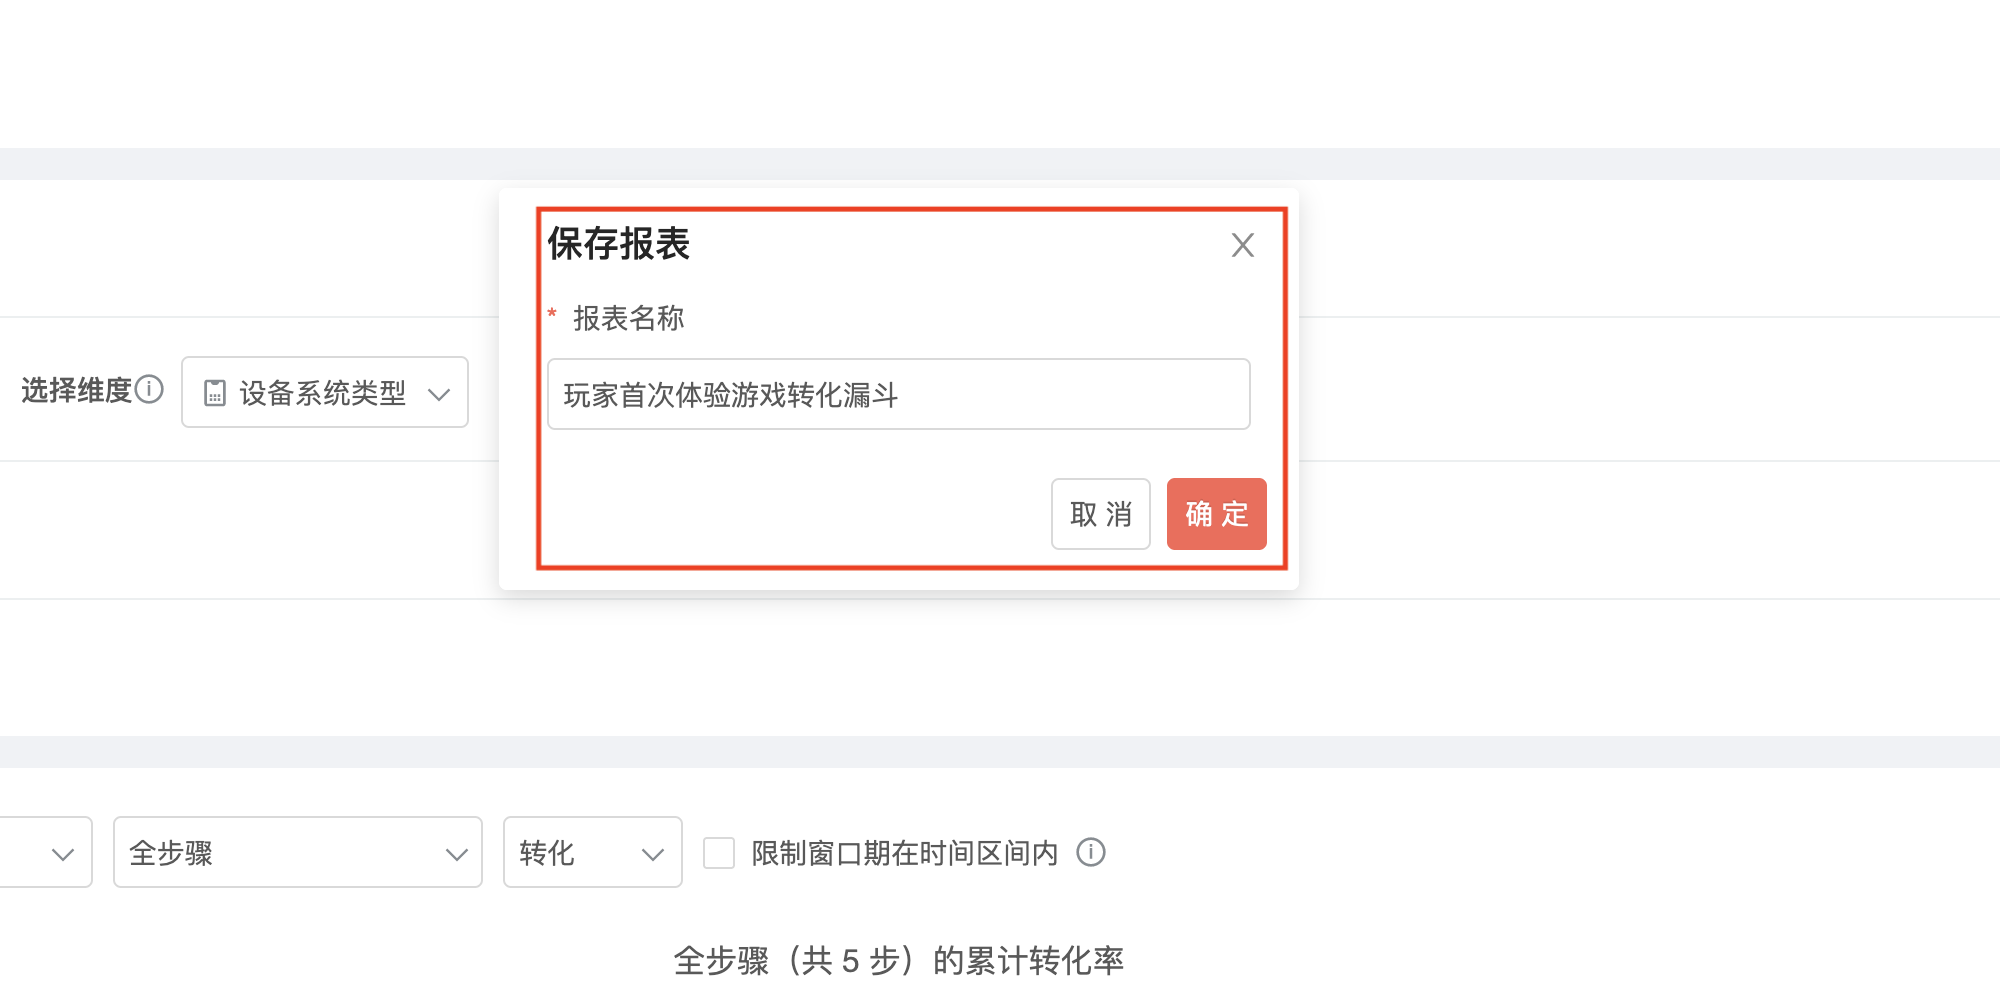 保存报表
* 报表名称
选择维度 设备系统类型
玩家首次体验游戏转化漏斗
取 消 确 定
全步骤 转化 限制窗口期在时间区间内
全步骤（共 5 步）的累计转化率